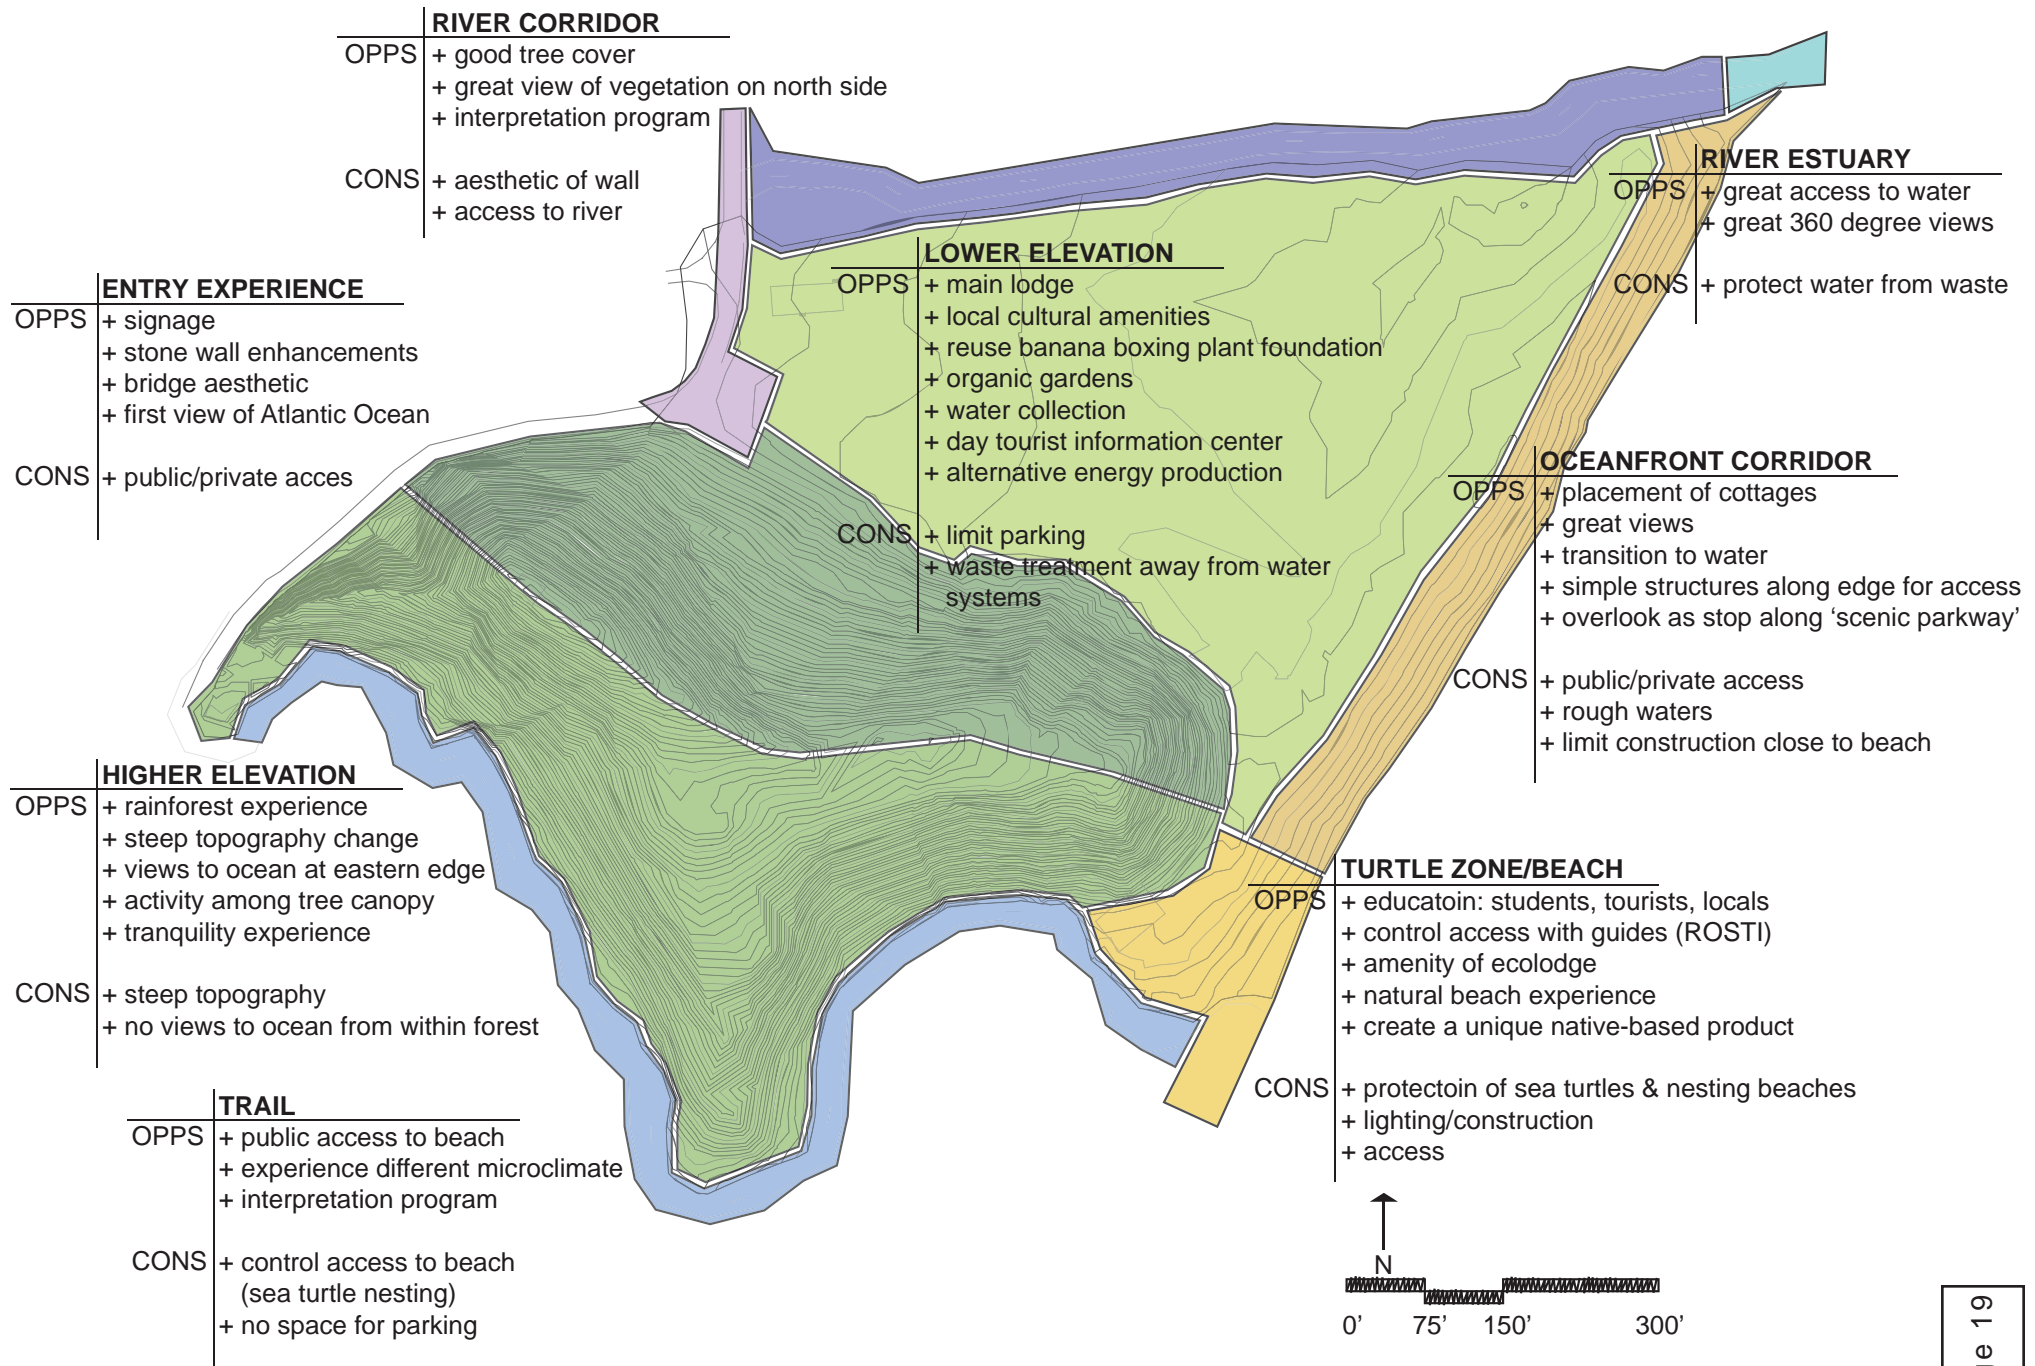 RIVER CORRIDOR
OPPS + good tree cover
+ great view of vegetation on north side
+ interpretation program
CONS + aesthetic of wall
+ access to river
ENTRY EXPERIENCE
OPPS + signage
+ stone wall enhancements
+ bridge aesthetic
+ first view of Atlantic Ocean
CONS + public/private acces
LOWER ELEVATION
OPPS + main lodge
+ local cultural amenities
+ reuse banana boxing plant foundation
+ organic gardens
+ water collection
+ day tourist information center
+ alternative energy production
CONS + limit parking
+ waste treatment away from water
systems
RIVER ESTUARY
OPPS + great access to water
+ great 360 degree views
CONS + protect water from waste
OCEANFRONT CORRIDOR
OPPS + placement of cottages
+ great views
+ transition to water
+ simple structures along edge for access
+ overlook as stop along ‘scenic parkway’
CONS + public/private access
+ rough waters
+ limit construction close to beach
HIGHER ELEVATION
OPPS + rainforest experience
+ steep topography change
+ views to ocean at eastern edge
+ activity among tree canopy
+ tranquility experience
CONS + steep topography
+ no views to ocean from within forest
TURTLE ZONE/BEACH
OPPS + educatoin: students, tourists, locals
+ control access with guides (ROSTI)
+ amenity of ecolodge
+ natural beach experience
+ create a unique native-based product
CONS + protectoin of sea turtles & nesting beaches
+ lighting/construction
+ access
TRAIL
OPPS + public access to beach
+ experience different microclimate
+ interpretation program
CONS + control access to beach
(sea turtle nesting)
+ no space for parking
N
0’ 75’ 150’ 300’
19